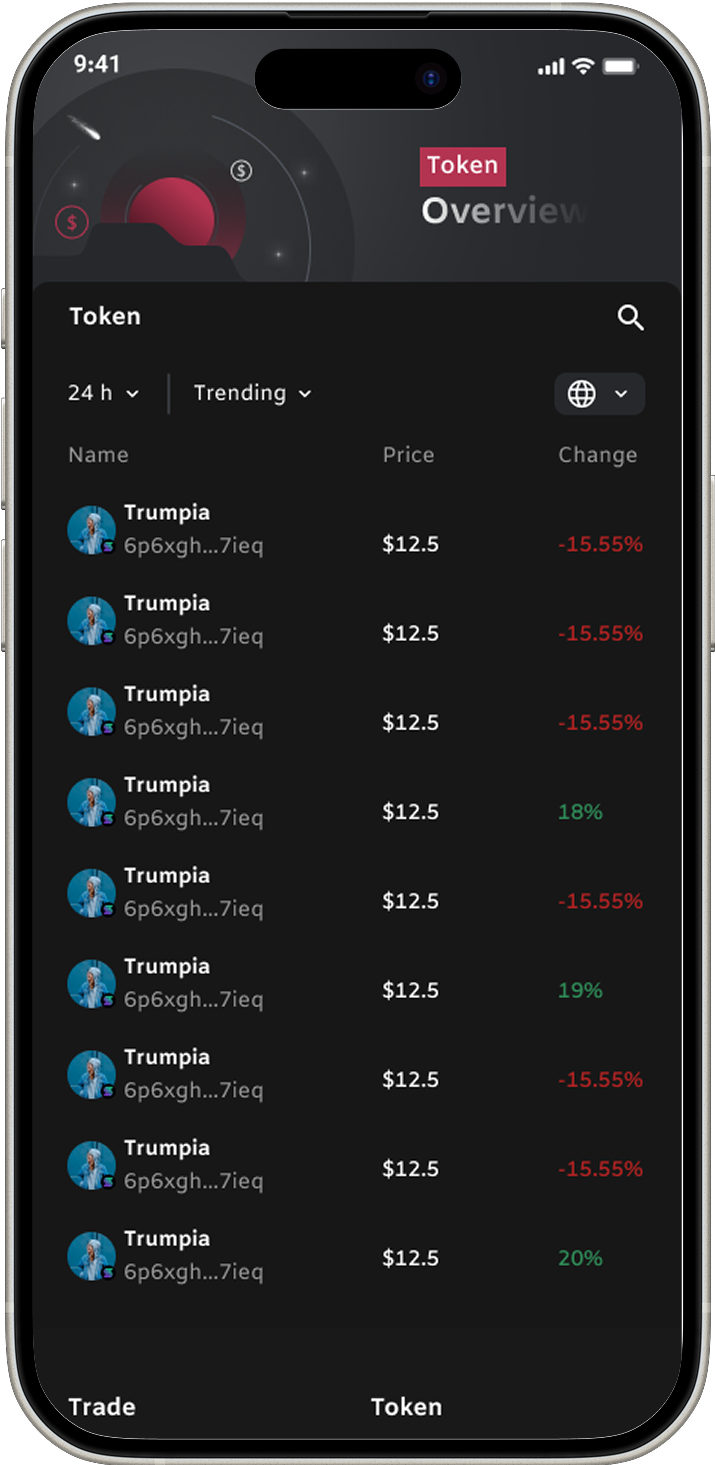 9:41
$
Token
$
Overview
Token
24 h Trending
Name Price Change
Trumpia
6p6xgh...7ieq $12.5 -15.55%
Trumpia
6p6xgh...7ieq $12.5 -15.55%
Trumpia
6p6xgh...7ieq $12.5 -15.55%
Trumpia
6p6xgh...7ieq $12.5 18%
Trumpia
6p6xgh...7ieq $12.5 -15.55%
Trumpia
6p6xgh...7ieq $12.5 19%
Trumpia
6p6xgh...7ieq $12.5 -15.55%
Trumpia
6p6xgh...7ieq $12.5 -15.55%
Trumpia
6p6xgh...7ieq $12.5 20%
Trade Token